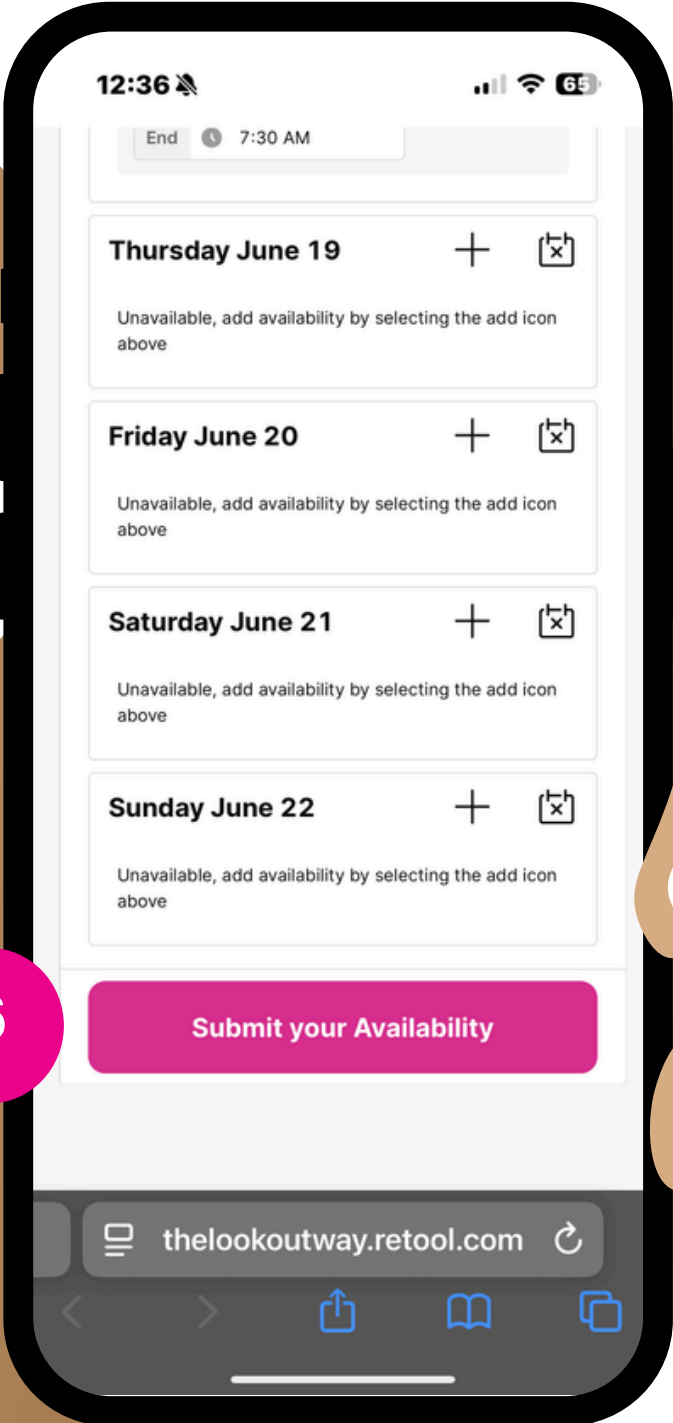 12:36
65
End 7:30 AM
Thursday June 19
Unavailable, add availability by selecting the add icon
above
Friday June 20
Unavailable, add availability by selecting the add icon
above
Saturday June 21
Unavailable, add availability by selecting the add icon
above
Sunday June 22
Unavailable, add availability by selecting the add icon
above
Submit your Availability
thelookoutway.retool.com